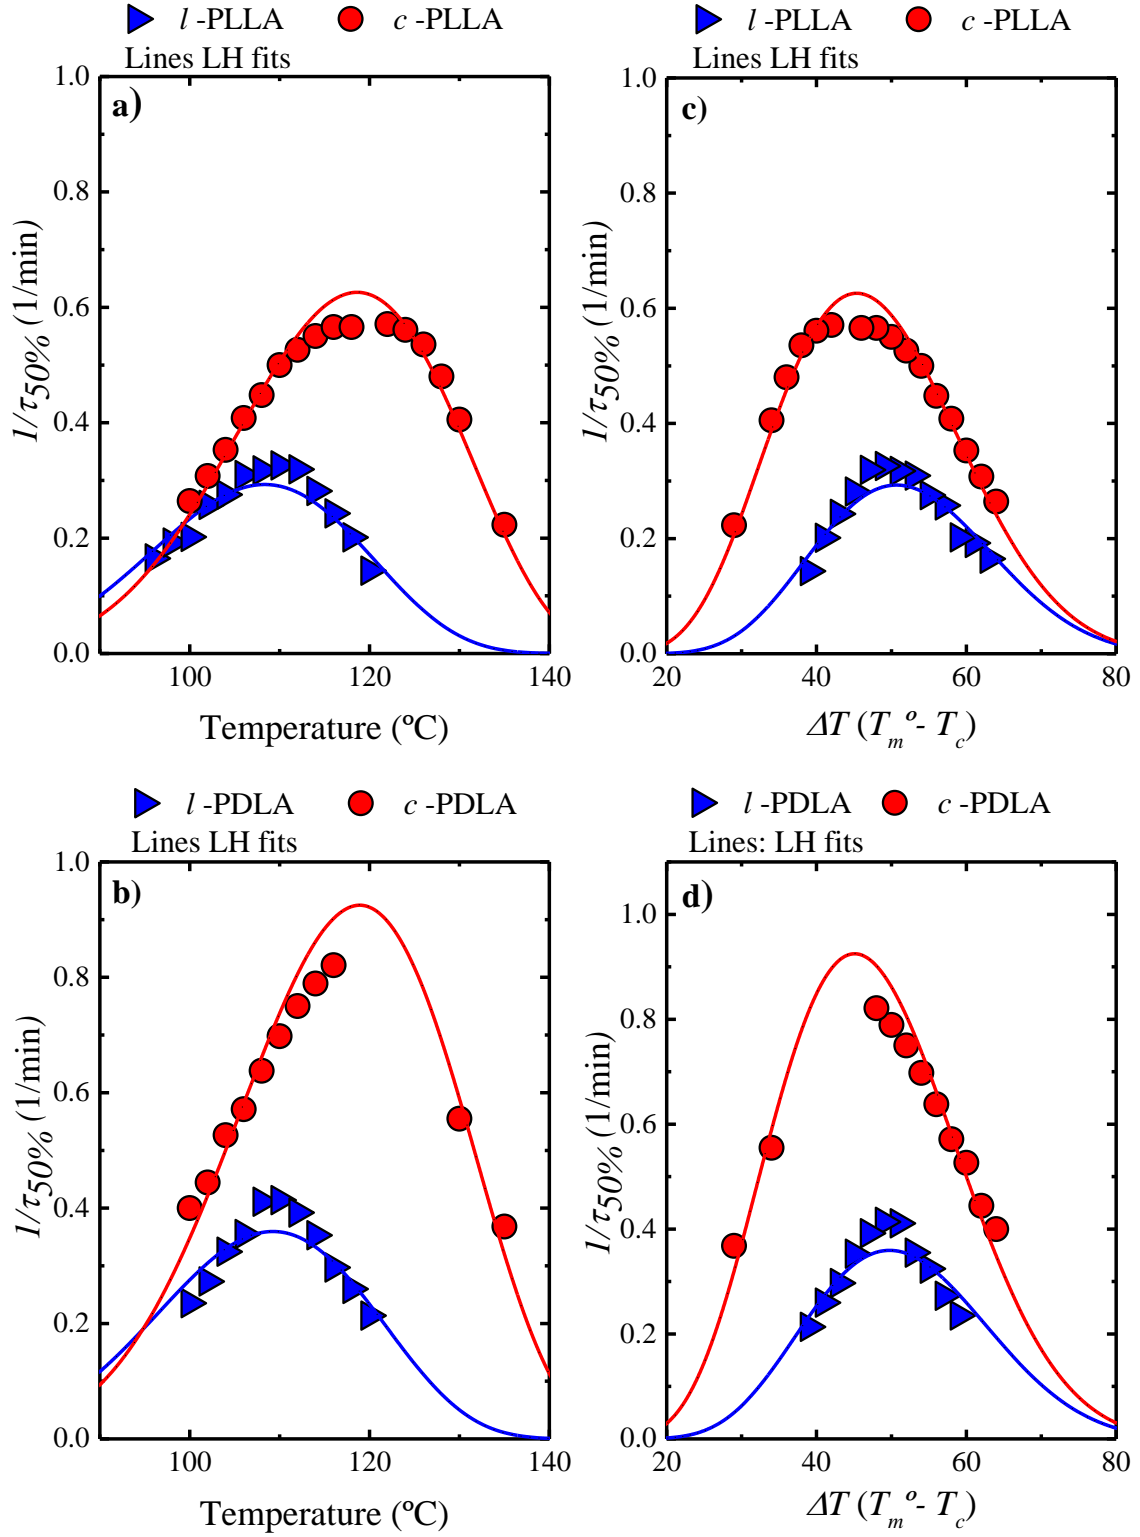 l -PLLA c -PLLA
Lines LH fits
a)
1.0
0.8
0.6
0.4
0.2
0.0
1/τ50% (1/min)
100 120 140
Temperature (ºC)
l -PLLA c -PLLA
Lines LH fits
c)
1.0
0.8
0.6
0.4
0.2
0.0
1/τ50% (1/min)
20 40 60 80
ΔT (Tmº- Tc)
l -PDLA c -PDLA
Lines LH fits
b)
1.0
0.8
0.6
0.4
0.2
0.0
1/τ50% (1/min)
100 120 140
Temperature (ºC)
l -PDLA c -PDLA
Lines: LH fits
d)
1.0
0.8
0.6
0.4
0.2
0.0
1/τ50% (1/min)
20 40 60 80
ΔT (Tmº- Tc)